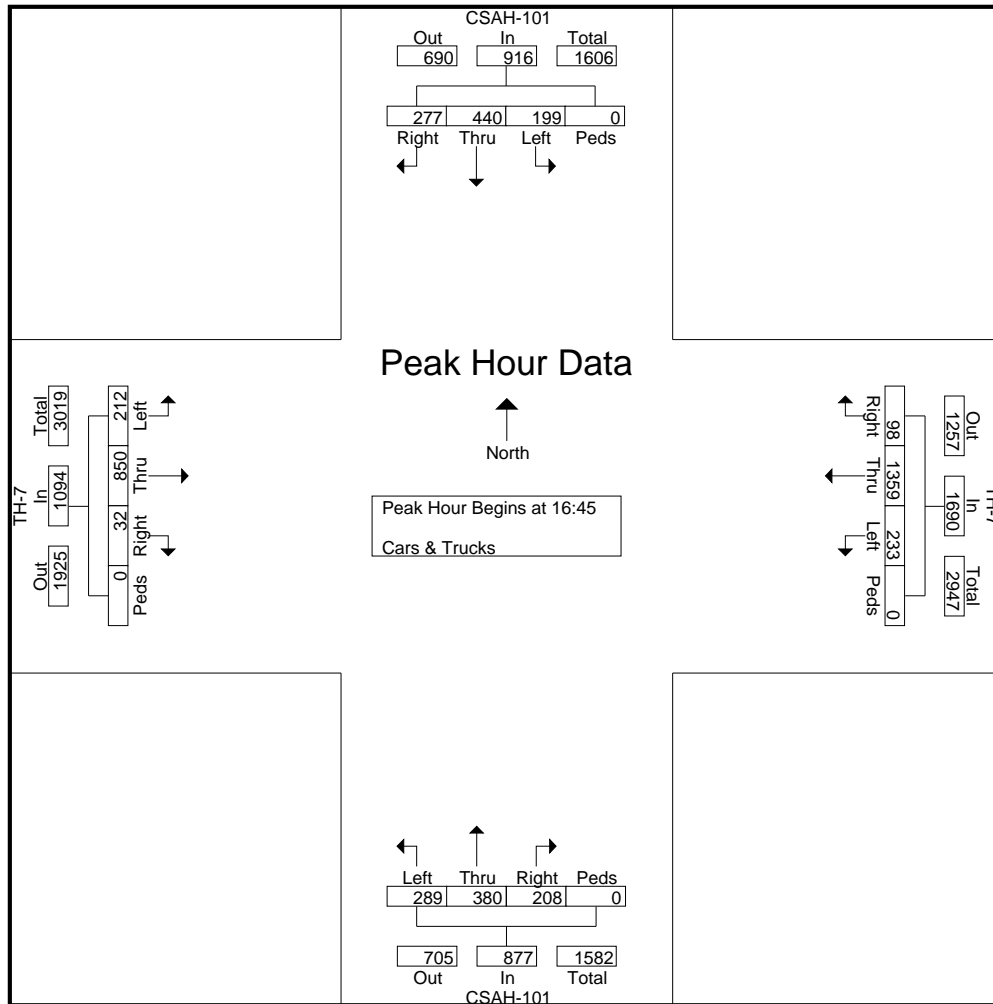 CSAH-101
Out In Total
690 916 1606
277 440 199 0
Right Thru Left Peds
Peak Hour Data
North
Peak Hour Begins at 16:45
Cars & Trucks
TH-7
Total In Out
3019 1094 1925
212 850 32 0
Left Thru Right Peds
Right Thru Left Peds
98 1359 233 0
Out In Total
1257 1690 2947
TH-7
Left Thru Right Peds
289 380 208 0
705 877 1582
Out In Total
CSAH-101